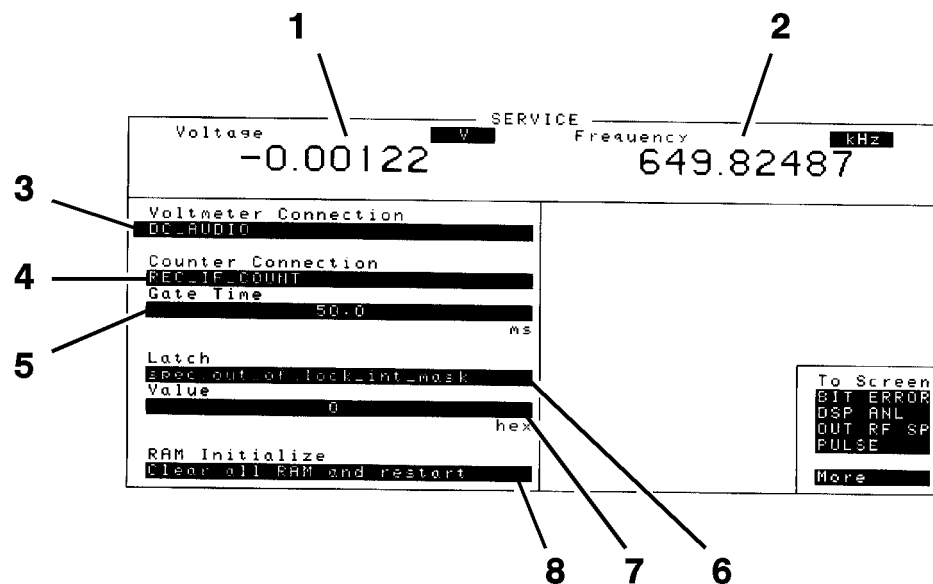 1
2
SERVICE
Voltage
V
Frequency
kHz
-0.00122
649.82487
3
Voltmeter Connection
DC_AUDIO
Counter Connection
4
REC_IF_COUNT
Gate Time
50.0
5
ms
Latch
spec_out_of_lock_int_mask
Value
0
hex
RAM Initialize
Clear all RAM and restart
To Screen
BIT ERROR
DSP ANL
OUT RF SP
PULSE
More
8
7
6